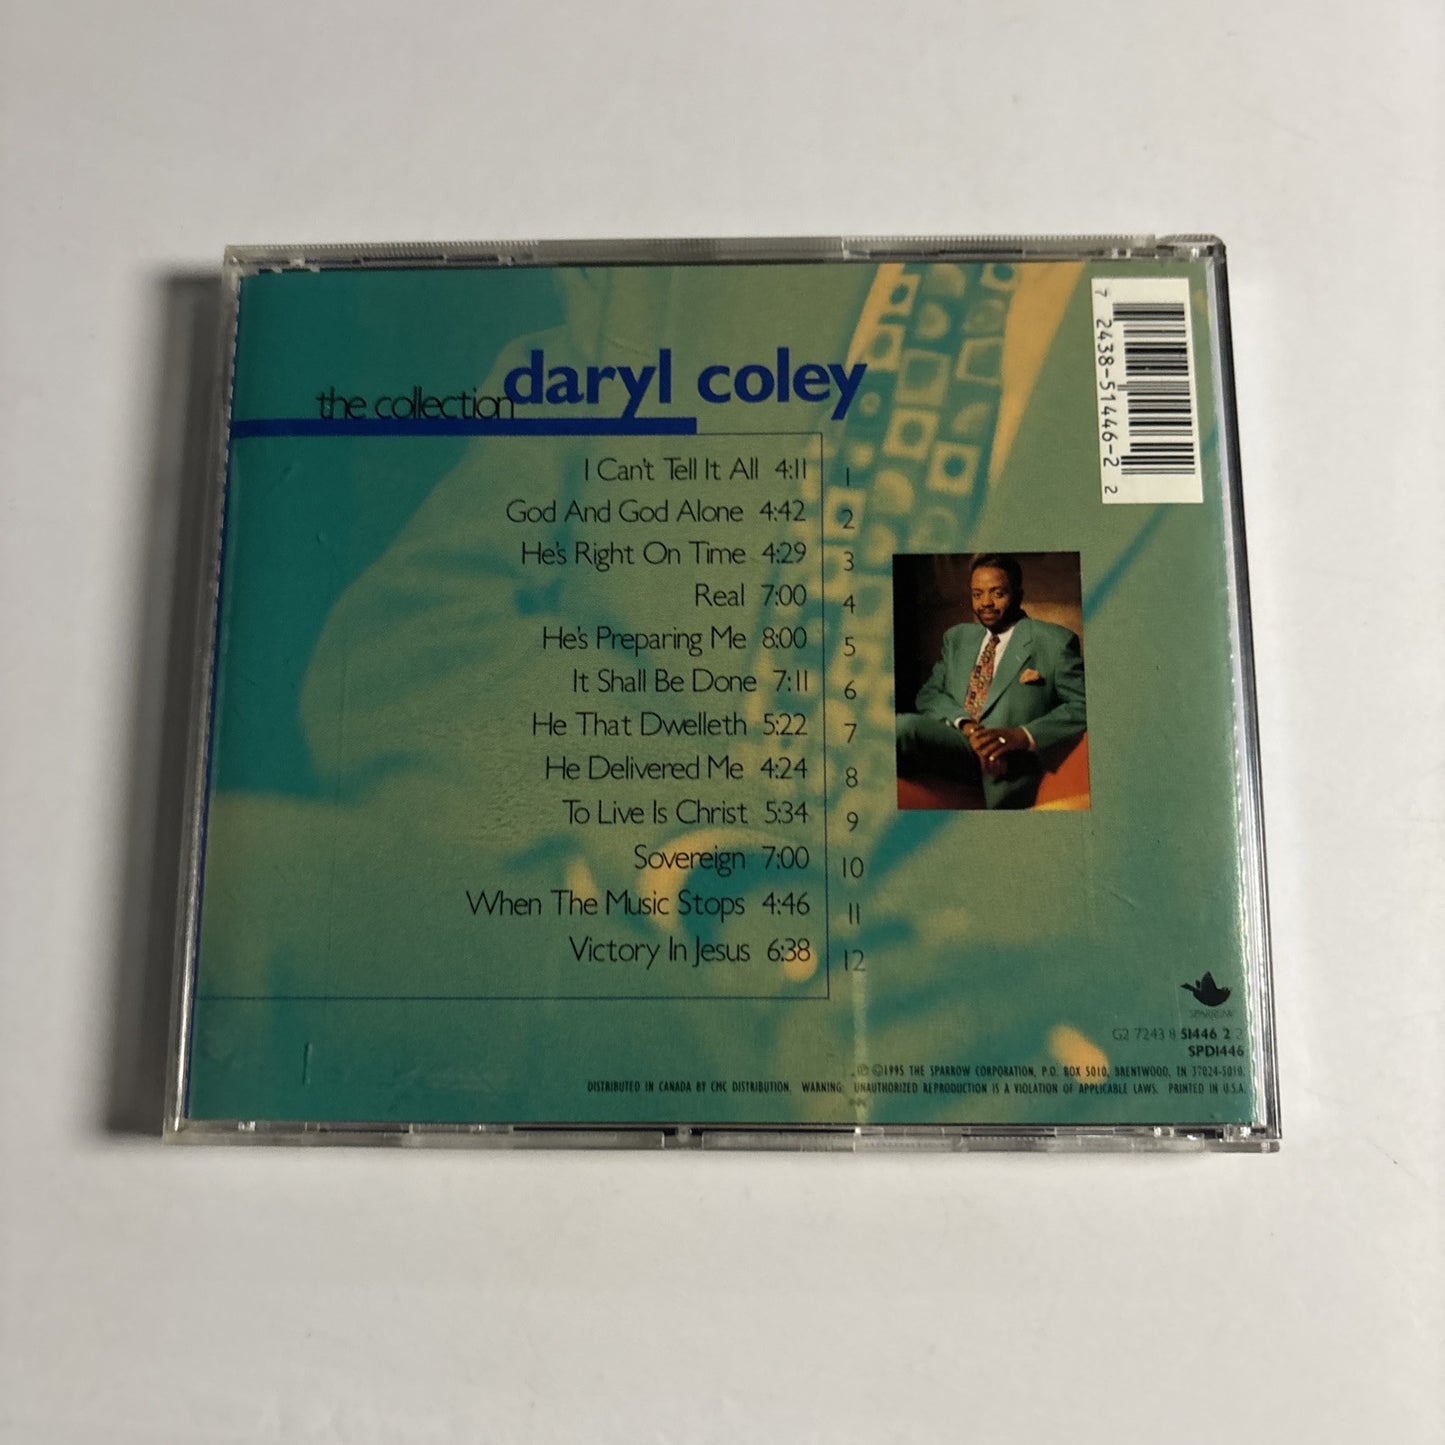 the collection daryl coley
I Can't Tell It All 4:11 1
God And God Alone 4:42 2
He's Right On Time 4:29 3
Real 7:00 4
He's Preparing Me 8:00 5
It Shall Be Done 7:11 6
He That Dwelleth 5:22 7
He Delivered Me 4:24 8
To Live Is Christ 5:34 9
Sovereign 7:00 10
When The Music Stops 4:46 11
Victory In Jesus 6:38 12
7 2438-51446-2 2
SPARROW
G2 7243 8 51446 2 2
SPD1446
℗ ©1995 THE SPARROW CORPORATION, P.O. BOX 5010, BRENTWOOD, TN 37024-5010.
DISTRIBUTED IN CANADA BY CMC DISTRIBUTION. WARNING: UNAUTHORIZED REPRODUCTION IS A VIOLATION OF APPLICABLE LAWS. PRINTED IN U.S.A.